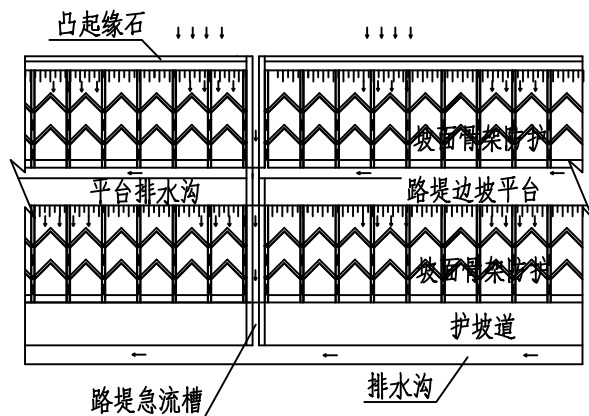 凸起缘石
坡面骨架防护
平台排水沟
路堤边坡平台
坡面骨架防护
护坡道
排水沟
路堤急流槽